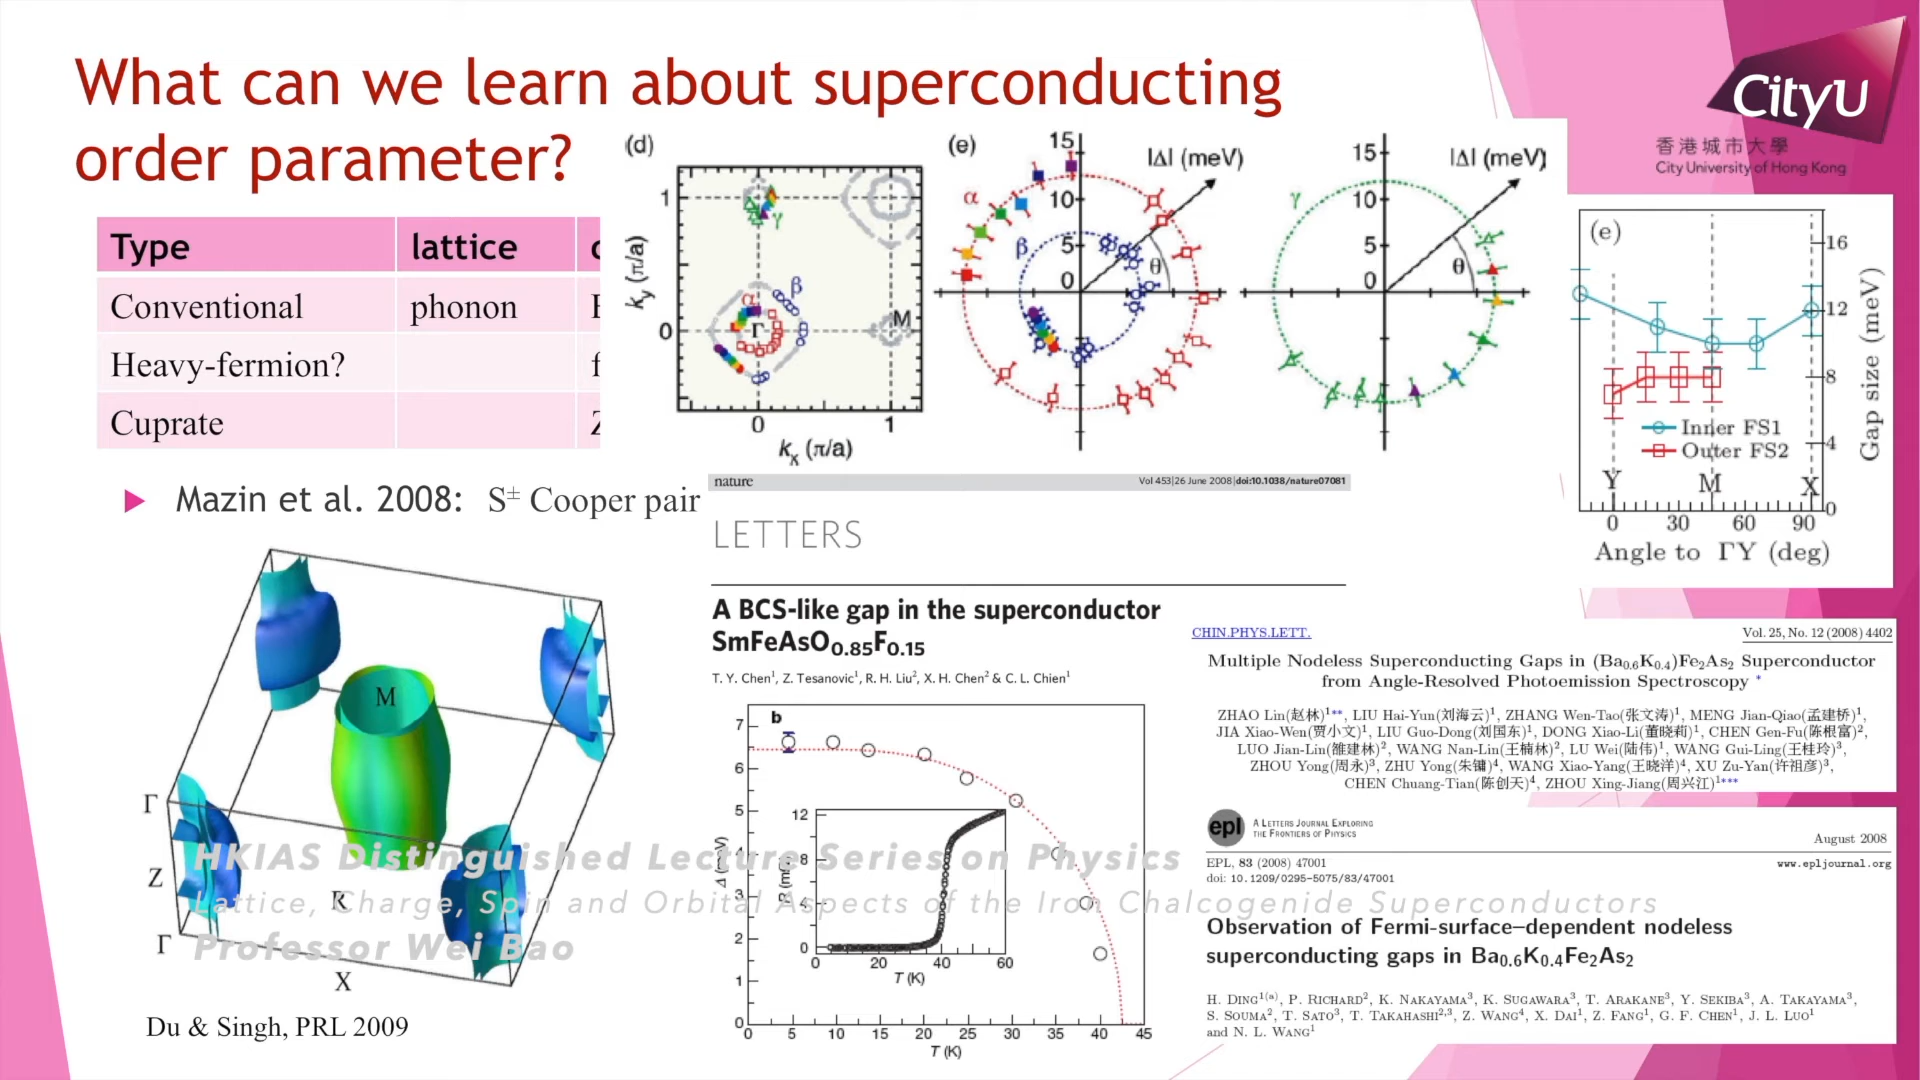 What can we learn about superconducting
order parameter?
CityU
香港城市大學
City University of Hong Kong
Type lattice
Conventional phonon
Heavy-fermion?
Cuprate
Mazin et al. 2008: S± Cooper pair
(d)
1
0
0 1
ky (π/a)
kx (π/a)
α
β
γ
Γ
M
(e)
15
10
5
0
|Δ| (meV)
α
β
θ
15
10
5
0
|Δ| (meV)
γ
θ
(e)
16
12
8
4
0
Gap size (meV)
Inner FS1
Outer FS2
Y M X
0 30 60 90
Angle to ΓY (deg)
nature Vol 453|26 June 2008|doi:10.1038/nature07081
LETTERS
A BCS-like gap in the superconductor
SmFeAsO0.85F0.15
T. Y. Chen1, Z. Tesanovic1, R. H. Liu2, X. H. Chen2 & C. L. Chien1
b
7
6
5
3
2
1
0
0 5 10 15 20 25 30 35 40 45
T (K)
12
8
4
0
0 20 40 60
T (K)
M
Γ
Z
R
Γ
X
Du & Singh, PRL 2009
CHIN.PHYS.LETT. Vol. 25, No. 12 (2008) 4402
Multiple Nodeless Superconducting Gaps in (Ba0.6K0.4)Fe2As2 Superconductor
from Angle-Resolved Photoemission Spectroscopy *
ZHAO Lin(赵林)1**, LIU Hai-Yun(刘海云)1, ZHANG Wen-Tao(张文涛)1, MENG Jian-Qiao(孟建桥)1,
JIA Xiao-Wen(贾小文)1, LIU Guo-Dong(刘国东)1, DONG Xiao-Li(董晓莉)1, CHEN Gen-Fu(陈根富)2,
LUO Jian-Lin(雒建林)2, WANG Nan-Lin(王楠林)2, LU Wei(陆伟)1, WANG Gui-Ling(王桂玲)3,
ZHOU Yong(周永)3, ZHU Yong(朱镛)4, WANG Xiao-Yang(王晓洋)4, XU Zu-Yan(许祖彦)3,
CHEN Chuang-Tian(陈创天)4, ZHOU Xing-Jiang(周兴江)1***
epl A LETTERS JOURNAL EXPLORING
THE FRONTIERS OF PHYSICS
August 2008
EPL, 83 (2008) 47001 www.epljournal.org
doi: 10.1209/0295-5075/83/47001
Observation of Fermi-surface–dependent nodeless
superconducting gaps in Ba0.6K0.4Fe2As2
H. DING1(a), P. RICHARD2, K. NAKAYAMA3, K. SUGAWARA3, T. ARAKANE3, Y. SEKIBA3, A. TAKAYAMA3,
S. SOUMA2, T. SATO3, T. TAKAHASHI2,3, Z. WANG4, X. DAI1, Z. FANG1, G. F. CHEN1, J. L. LUO1
and N. L. WANG1
HKIAS Distinguished Lecture Series on Physics
Lattice, Charge, Spin and Orbital Aspects of the Iron Chalcogenide Superconductors
Professor Wei Bao